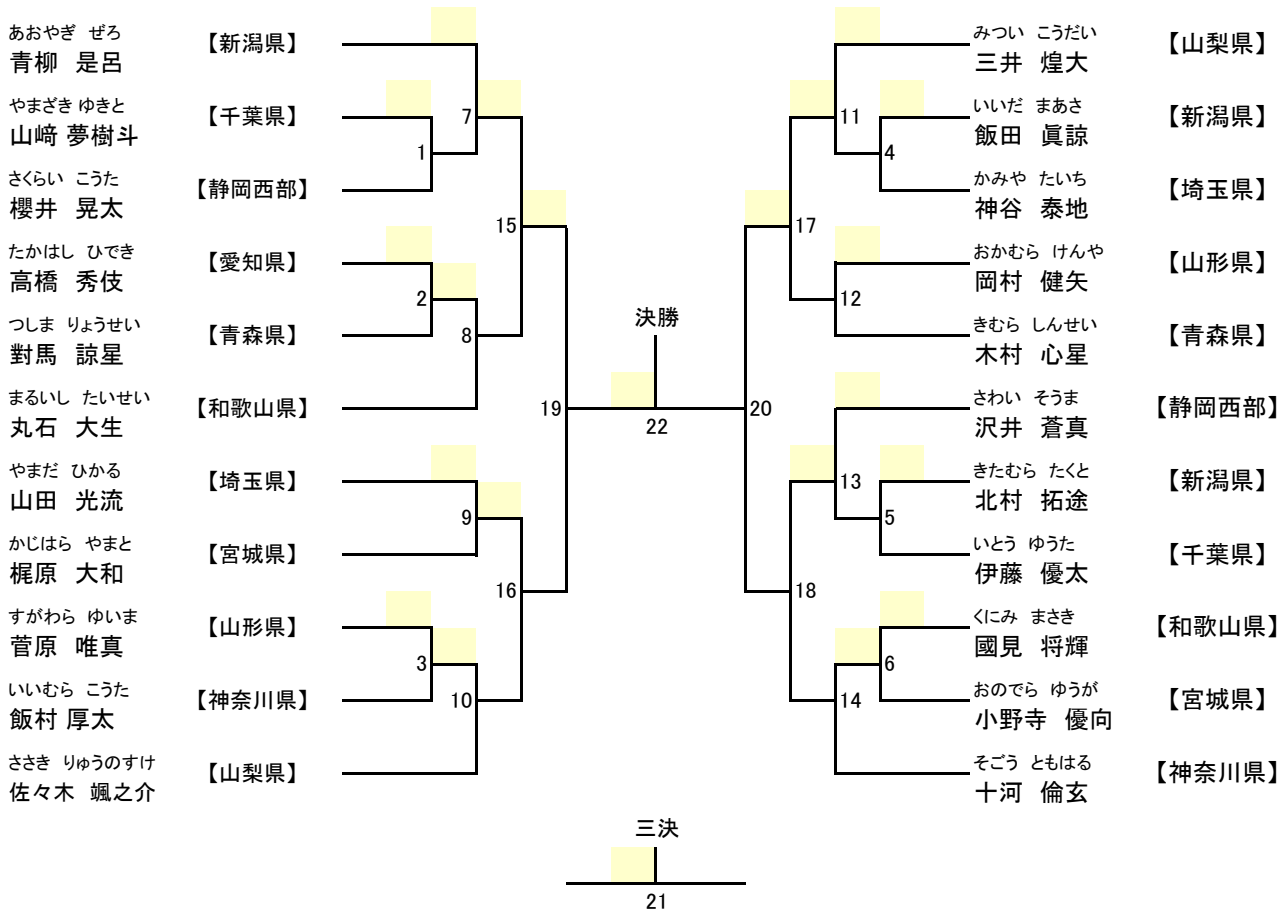 あおやぎ ぜろ
青柳 是呂 【新潟県】
やまざき ゆきと
山﨑 夢樹斗 【千葉県】
さくらい こうた
櫻井 晃太 【静岡西部】
たかはし ひでき
高橋 秀伎 【愛知県】
つしま りょうせい
對馬 諒星 【青森県】
まるいし たいせい
丸石 大生 【和歌山県】
やまだ ひかる
山田 光流 【埼玉県】
かじはら やまと
梶原 大和 【宮城県】
すがわら ゆいま
菅原 唯真 【山形県】
いいむら こうた
飯村 厚太 【神奈川県】
ささき りゅうのすけ
佐々木 颯之介 【山梨県】
1
2
3
7
8
9
10
15
16
19
決勝
22
三決
21
20
17
18
11
12
13
14
4
5
6
みつい こうだい
三井 煌大 【山梨県】
いいだ まあさ
飯田 眞諒 【新潟県】
かみや たいち
神谷 泰地 【埼玉県】
おかむら けんや
岡村 健矢 【山形県】
きむら しんせい
木村 心星 【青森県】
さわい そうま
沢井 蒼真 【静岡西部】
きたむら たくと
北村 拓途 【新潟県】
いとう ゆうた
伊藤 優太 【千葉県】
くにみ まさき
國見 将輝 【和歌山県】
おのでら ゆうが
小野寺 優向 【宮城県】
そごう ともはる
十河 倫玄 【神奈川県】